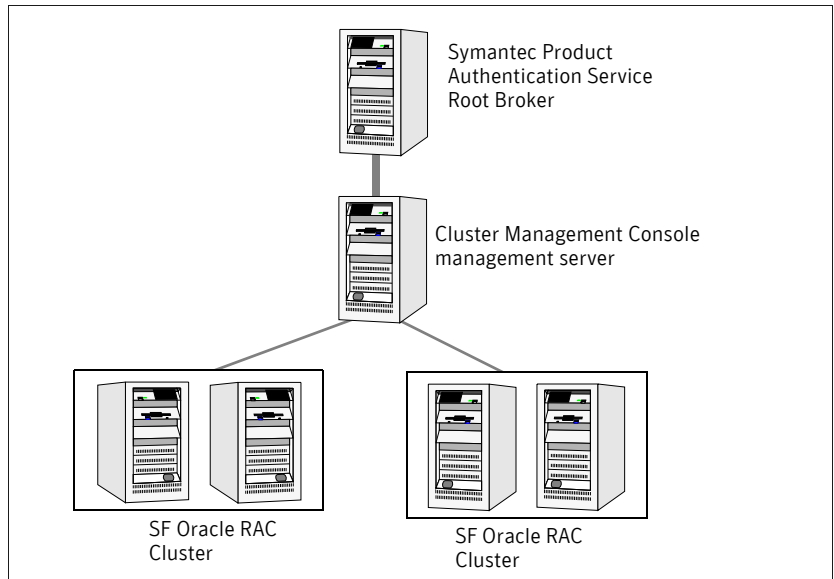 Symantec Product
Authentication Service
Root Broker
Cluster Management Console
management server
SF Oracle RAC
Cluster
SF Oracle RAC
Cluster